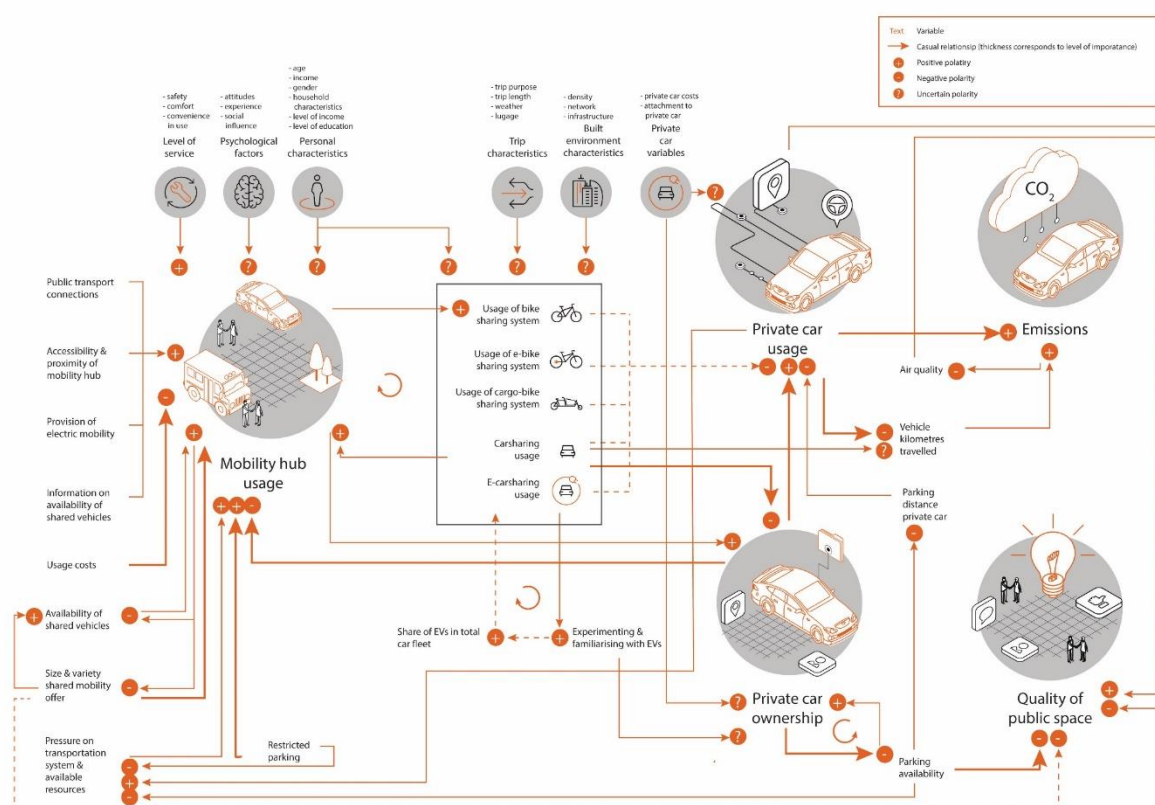 Text Variable
Casual relationsip (thickness corresponds to level of imporatance)
+ Positive polatiry
- Negative polarity
? Uncertain polarity
- safety
- comfort
- convenience
in use
Level of
service
- attitudes
- experience
- social
influence
Psychological
factors
- age
- income
- gender
- household
characteristics
- level of income
- level of education
Personal
characteristics
- trip purpose
- trip length
- weather
- lugage
Trip
characteristics
- density
- network
- infrastructure
Built
environment
characteristics
- private car costs
- attachment to
private car
Private
car
variables
CO2
Public transport
connections
Accessibility &
proximity of
mobility hub
Provision of
electric mobility
Information on
availability of
shared vehicles
Usage costs
Availability of
shared vehicles
Size & variety
shared mobility
offer
Pressure on
transportation
system &
available
resources
Mobility hub
usage
Restricted
parking
Usage of bike
sharing system
Usage of e-bike
sharing system
Usage of cargo-bike
sharing system
Carsharing
usage
E-carsharing
usage
Share of EVs in total
car fleet
Experimenting &
familiarising with EVs
Private car
usage
Emissions
Air quality
Vehicle
kilometres
travelled
Parking
distance
private car
Private car
ownership
Parking
availability
Quality of
public space